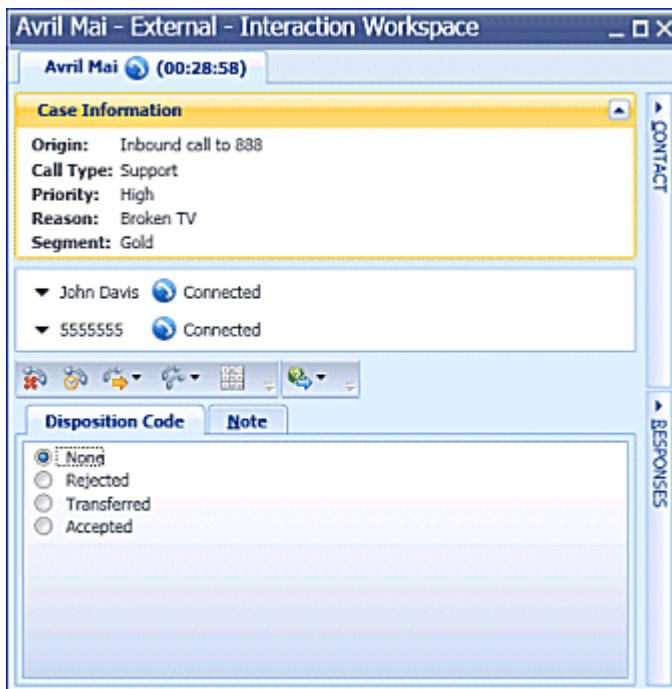 Avril Mai - External - Interaction Workspace
Avril Mai (00:28:58)
Case Information
Origin: Inbound call to 888
Call Type: Support
Priority: High
Reason: Broken TV
Segment: Gold
John Davis Connected
5555555 Connected
Disposition Code Note
None
Rejected
Transferred
Accepted
CONTACT
RESPONSES